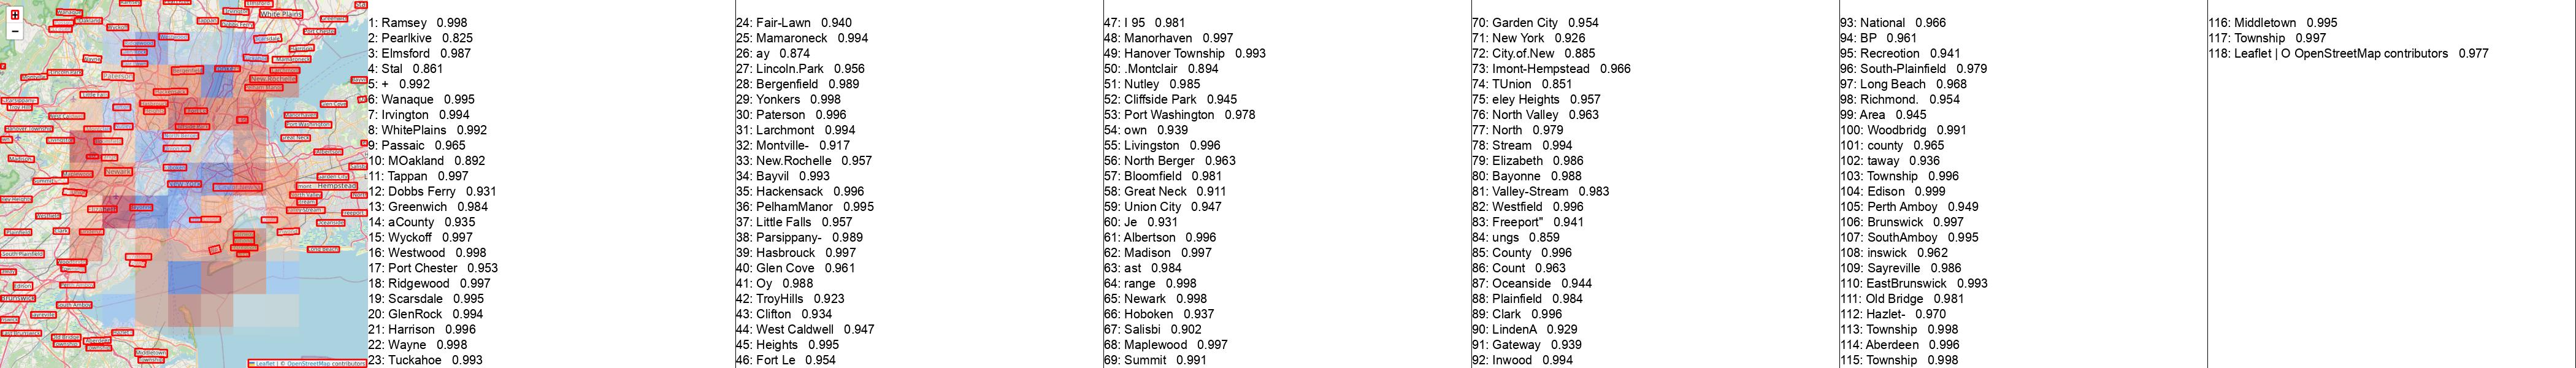 1: Ramsey 0.998
2: Pearlkive 0.825
3: Elmsford 0.987
4: Stal 0.861
5: + 0.992
6: Wanaque 0.995
7: Irvington 0.994
8: WhitePlains 0.992
9: Passaic 0.965
10: MOakland 0.892
11: Tappan 0.997
12: Dobbs Ferry 0.931
13: Greenwich 0.984
14: aCounty 0.935
15: Wyckoff 0.997
16: Westwood 0.998
17: Port Chester 0.953
18: Ridgewood 0.997
19: Scarsdale 0.995
20: GlenRock 0.994
21: Harrison 0.996
22: Wayne 0.998
23: Tuckahoe 0.993
24: Fair-Lawn 0.940
25: Mamaroneck 0.994
26: ay 0.874
27: Lincoln.Park 0.956
28: Bergenfield 0.989
29: Yonkers 0.998
30: Paterson 0.996
31: Larchmont 0.994
32: Montville- 0.917
33: New.Rochelle 0.957
34: Bayvil 0.993
35: Hackensack 0.996
36: PelhamManor 0.995
37: Little Falls 0.957
38: Parsippany- 0.989
39: Hasbrouck 0.997
40: Glen Cove 0.961
41: Oy 0.988
42: TroyHills 0.923
43: Clifton 0.934
44: West Caldwell 0.947
45: Heights 0.995
46: Fort Le 0.954
47: I 95 0.981
48: Manorhaven 0.997
49: Hanover Township 0.993
50: .Montclair 0.894
51: Nutley 0.985
52: Cliffside Park 0.945
53: Port Washington 0.978
54: own 0.939
55: Livingston 0.996
56: North Berger 0.963
57: Bloomfield 0.981
58: Great Neck 0.911
59: Union City 0.947
60: Je 0.931
61: Albertson 0.996
62: Madison 0.997
63: ast 0.984
64: range 0.998
65: Newark 0.998
66: Hoboken 0.937
67: Salisbi 0.902
68: Maplewood 0.997
69: Summit 0.991
70: Garden City 0.954
71: New York 0.926
72: City.of.New 0.885
73: Imont-Hempstead 0.966
74: TUnion 0.851
75: eley Heights 0.957
76: North Valley 0.963
77: North 0.979
78: Stream 0.994
79: Elizabeth 0.986
80: Bayonne 0.988
81: Valley-Stream 0.983
82: Westfield 0.996
83: Freeport" 0.941
84: ungs 0.859
85: County 0.996
86: Count 0.963
87: Oceanside 0.944
88: Plainfield 0.984
89: Clark 0.996
90: LindenA 0.929
91: Gateway 0.939
92: Inwood 0.994
93: National 0.966
94: BP 0.961
95: Recreotion 0.941
96: South-Plainfield 0.979
97: Long Beach 0.968
98: Richmond. 0.954
99: Area 0.945
100: Woodbridg 0.991
101: county 0.965
102: taway 0.936
103: Township 0.996
104: Edison 0.999
105: Perth Amboy 0.949
106: Brunswick 0.997
107: SouthAmboy 0.995
108: inswick 0.962
109: Sayreville 0.986
110: EastBrunswick 0.993
111: Old Bridge 0.981
112: Hazlet- 0.970
113: Township 0.998
114: Aberdeen 0.996
115: Township 0.998
116: Middletown 0.995
117: Township 0.997
118: Leaflet | O OpenStreetMap contributors 0.977
Leaflet | © OpenStreetMap contributors